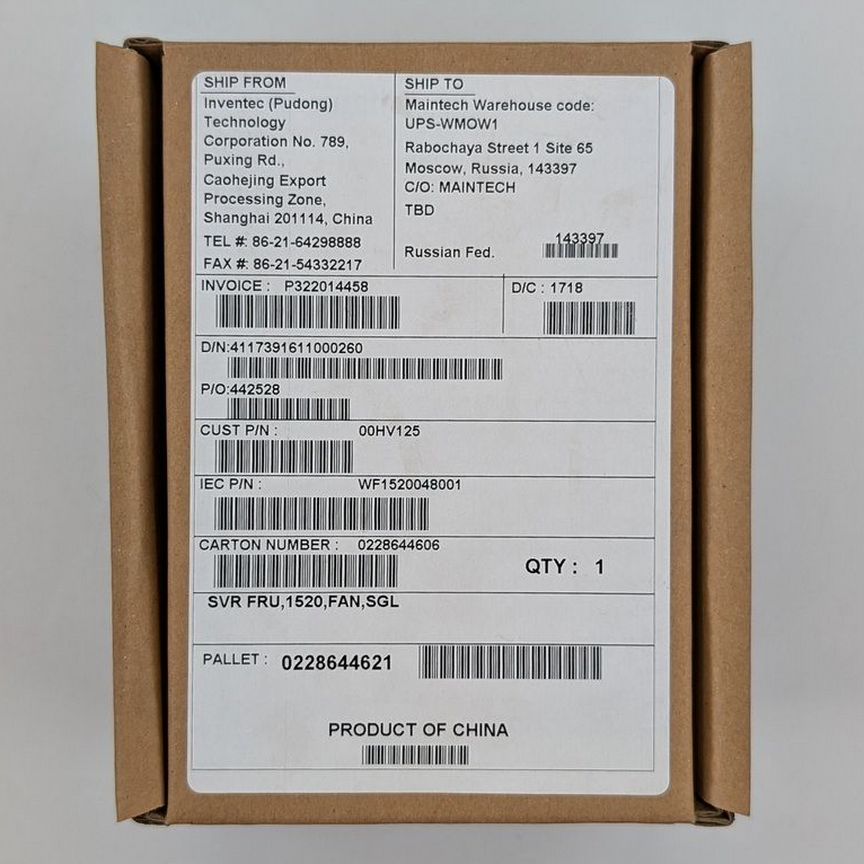 SHIP FROM
Inventec (Pudong)
Technology
Corporation No. 789,
Puxing Rd.,
Caohejing Export
Processing Zone,
Shanghai 201114, China
TEL #: 86-21-64298888
FAX #: 86-21-54332217
SHIP TO
Maintech Warehouse code:
UPS-WMOW1
Rabochaya Street 1 Site 65
Moscow, Russia, 143397
C/O: MAINTECH
TBD
Russian Fed.
143397
INVOICE : P322014458
D/C : 1718
D/N:4117391611000260
P/O:442528
CUST P/N : 00HV125
IEC P/N : WF1520048001
CARTON NUMBER : 0228644606
QTY : 1
SVR FRU,1520,FAN,SGL
PALLET : 0228644621
PRODUCT OF CHINA